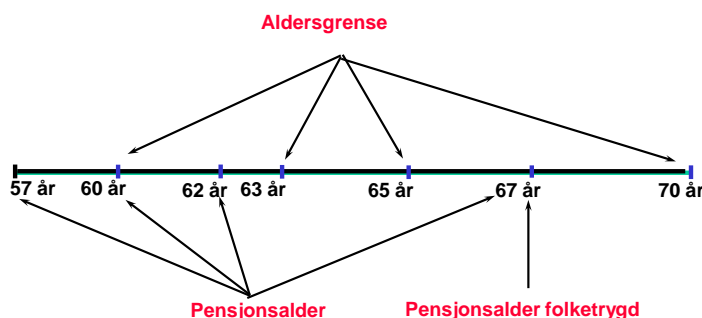 Aldersgrense
57 år 60 år 62 år 63 år 65 år 67 år 70 år
Pensjonsalder Pensjonsalder folketrygd